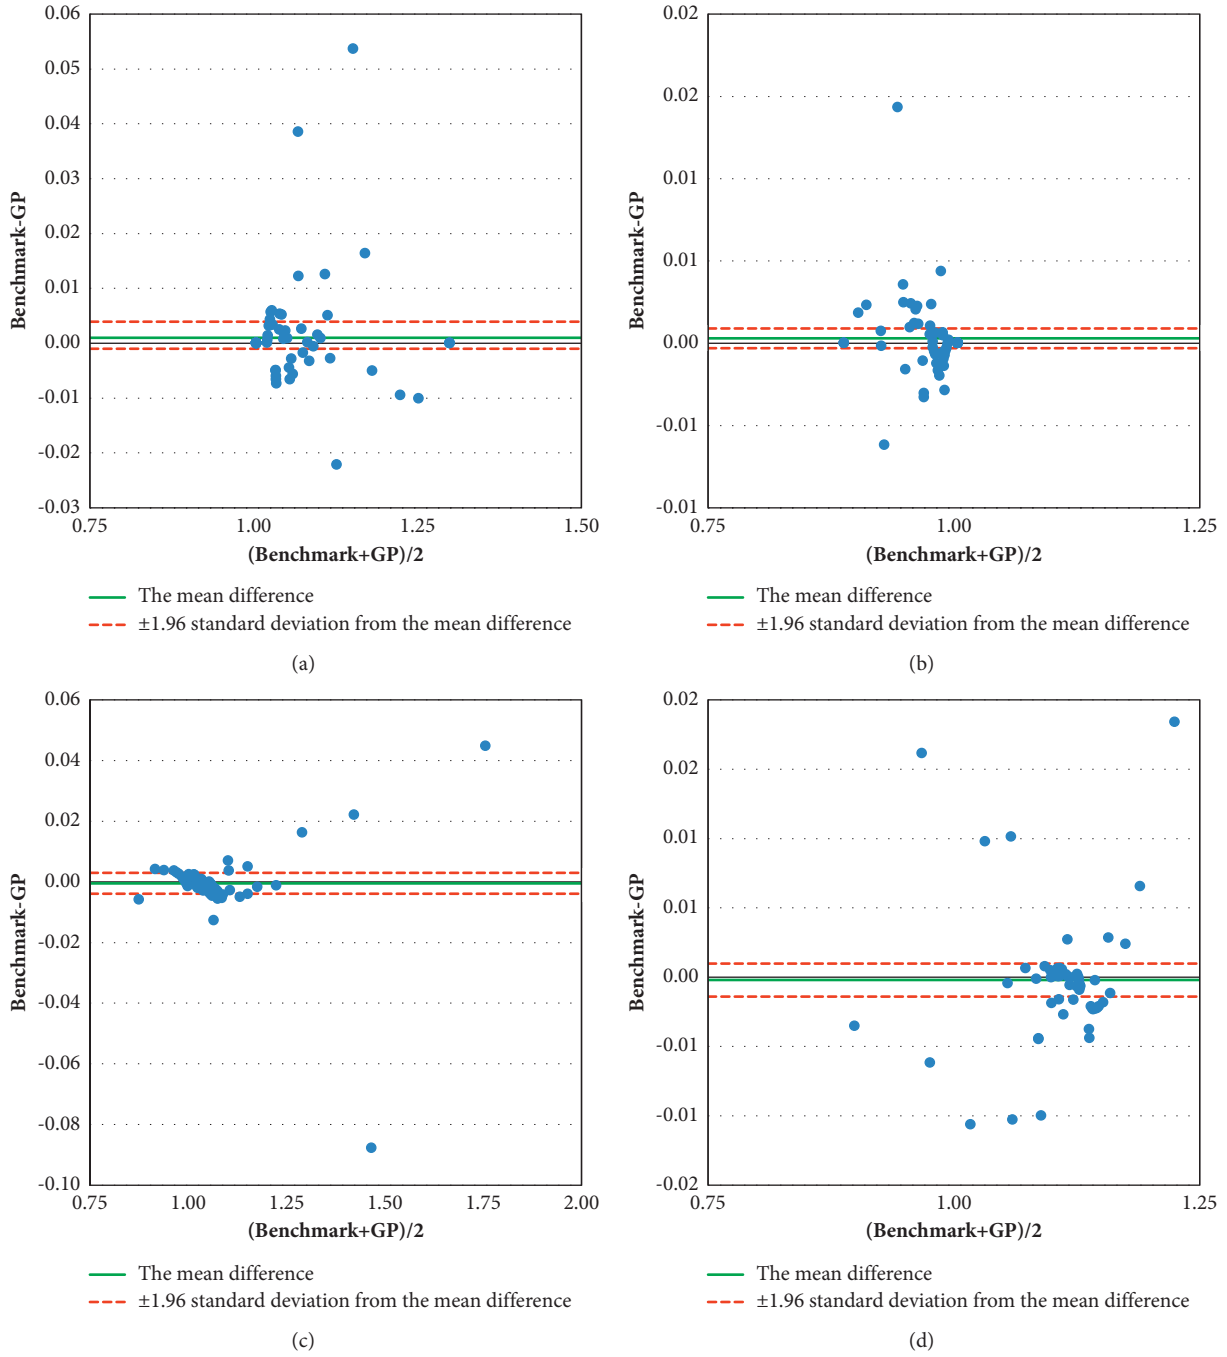 0.06
0.05
0.04
0.03
0.02
0.01
0.00
-0.01
-0.02
-0.03
Benchmark-GP
0.75
1.00
1.25
1.50
(Benchmark+GP)/2
The mean difference
±1.96 standard deviation from the mean difference
(a)
0.02
0.02
0.01
0.01
0.00
-0.01
-0.01
Benchmark-GP
0.75
1.00
1.25
(Benchmark+GP)/2
The mean difference
±1.96 standard deviation from the mean difference
(b)
0.06
0.04
0.02
0.00
-0.02
-0.04
-0.06
-0.08
-0.10
Benchmark-GP
0.75
1.00
1.25
1.50
1.75
2.00
(Benchmark+GP)/2
The mean difference
±1.96 standard deviation from the mean difference
(c)
0.02
0.02
0.01
0.01
0.00
-0.01
-0.01
-0.02
Benchmark-GP
0.75
1.00
1.25
(Benchmark+GP)/2
The mean difference
±1.96 standard deviation from the mean difference
(d)